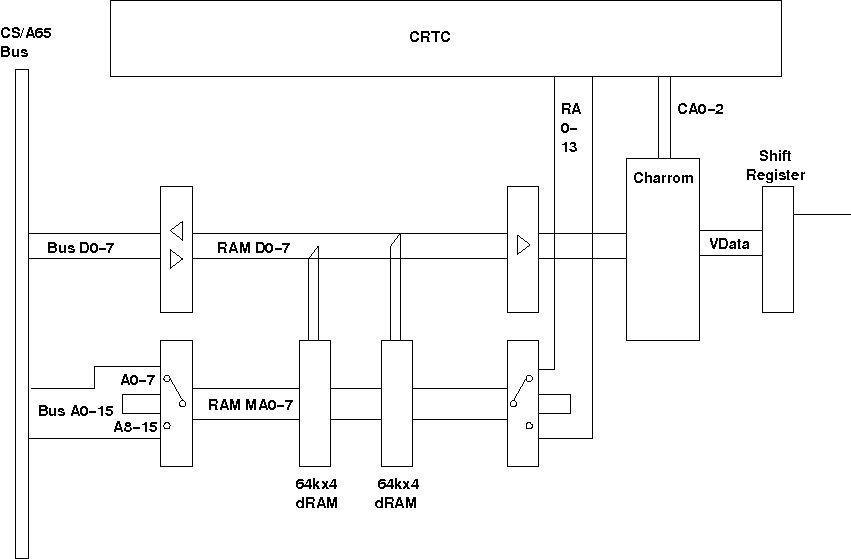 CS/A65
Bus
CRTC
RA
0-
13
CA0-2
Shift
Register
Charrom
Bus D0-7
RAM D0-7
VData
A0-7
Bus A0-15
A8-15
RAM MA0-7
64kx4
dRAM
64kx4
dRAM